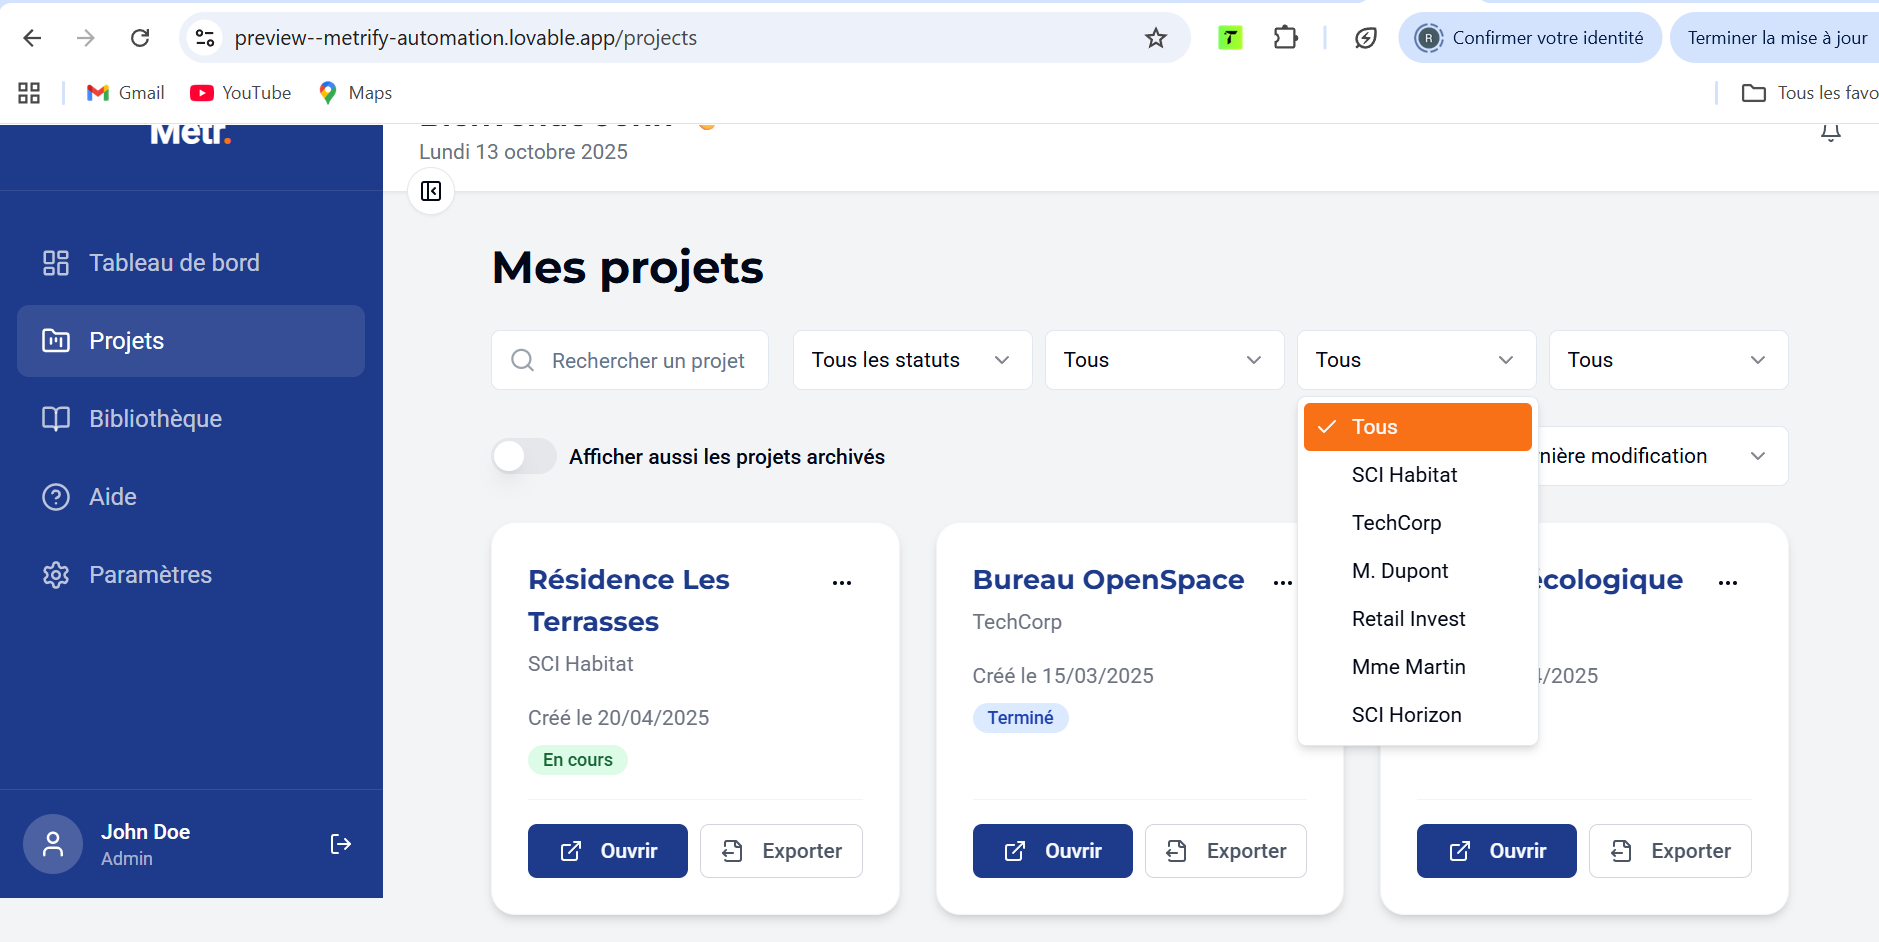 preview--metrify-automation.lovable.app/projects
Confirmer votre identité
Terminer la mise à jour
Gmail
YouTube
Maps
Tous les favo
Metr.
Lundi 13 octobre 2025
Tableau de bord
Projets
Bibliothèque
Aide
Paramètres
John Doe
Admin
Mes projets
Rechercher un projet
Tous les statuts
Tous
Tous
Tous
Afficher aussi les projets archivés
nière modification
Tous
SCI Habitat
TechCorp
M. Dupont
Retail Invest
Mme Martin
SCI Horizon
Résidence Les
Terrasses
SCI Habitat
Créé le 20/04/2025
En cours
Ouvrir
Exporter
Bureau OpenSpace
TechCorp
Créé le 15/03/2025
Terminé
Ouvrir
Exporter
écologique
/2025
Ouvrir
Exporter